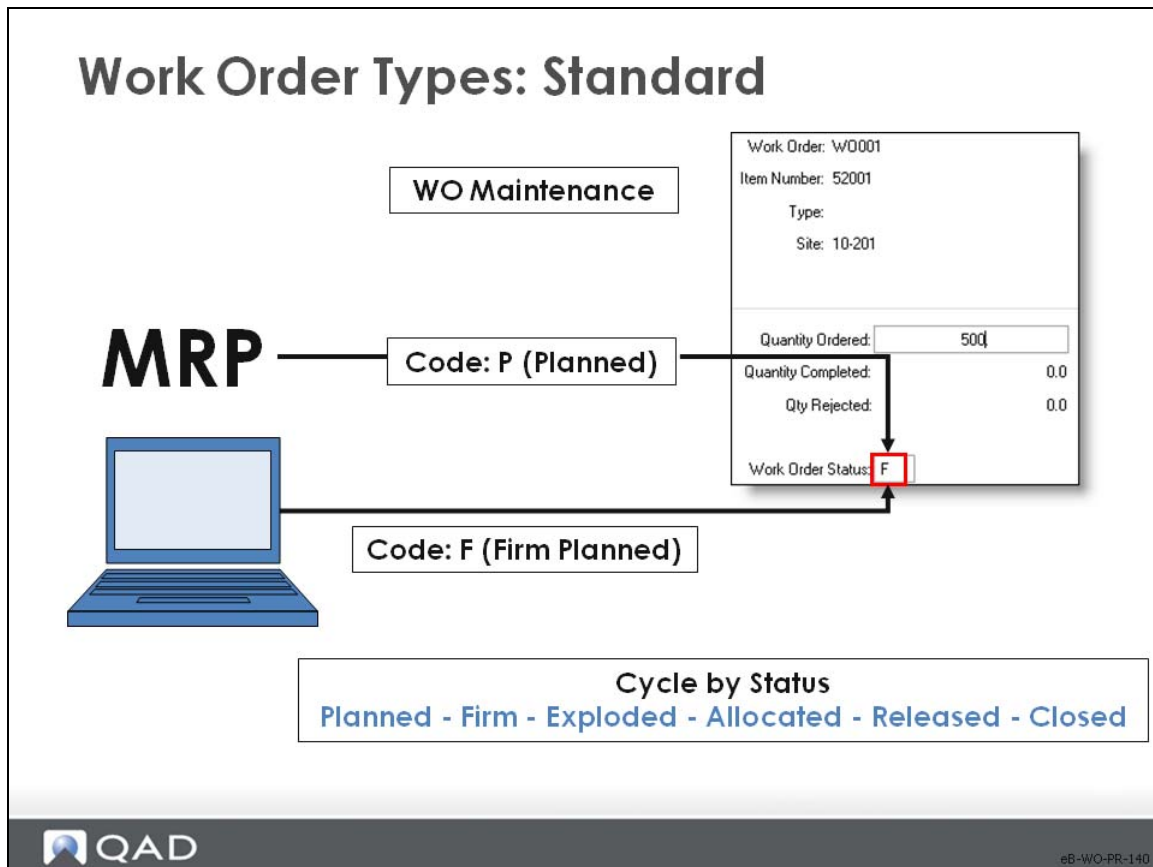 Work Order Types: Standard
WO Maintenance
Work Order: WO001
Item Number: 52001
Type:
Site: 10-201
MRP
Code: P (Planned)
Quantity Ordered: 500
Quantity Completed: 0.0
Qty Rejected: 0.0
Work Order Status: F
Code: F (Firm Planned)
Cycle by Status
Planned - Firm - Exploded - Allocated - Released - Closed
QAD
eB-WO-PR-140